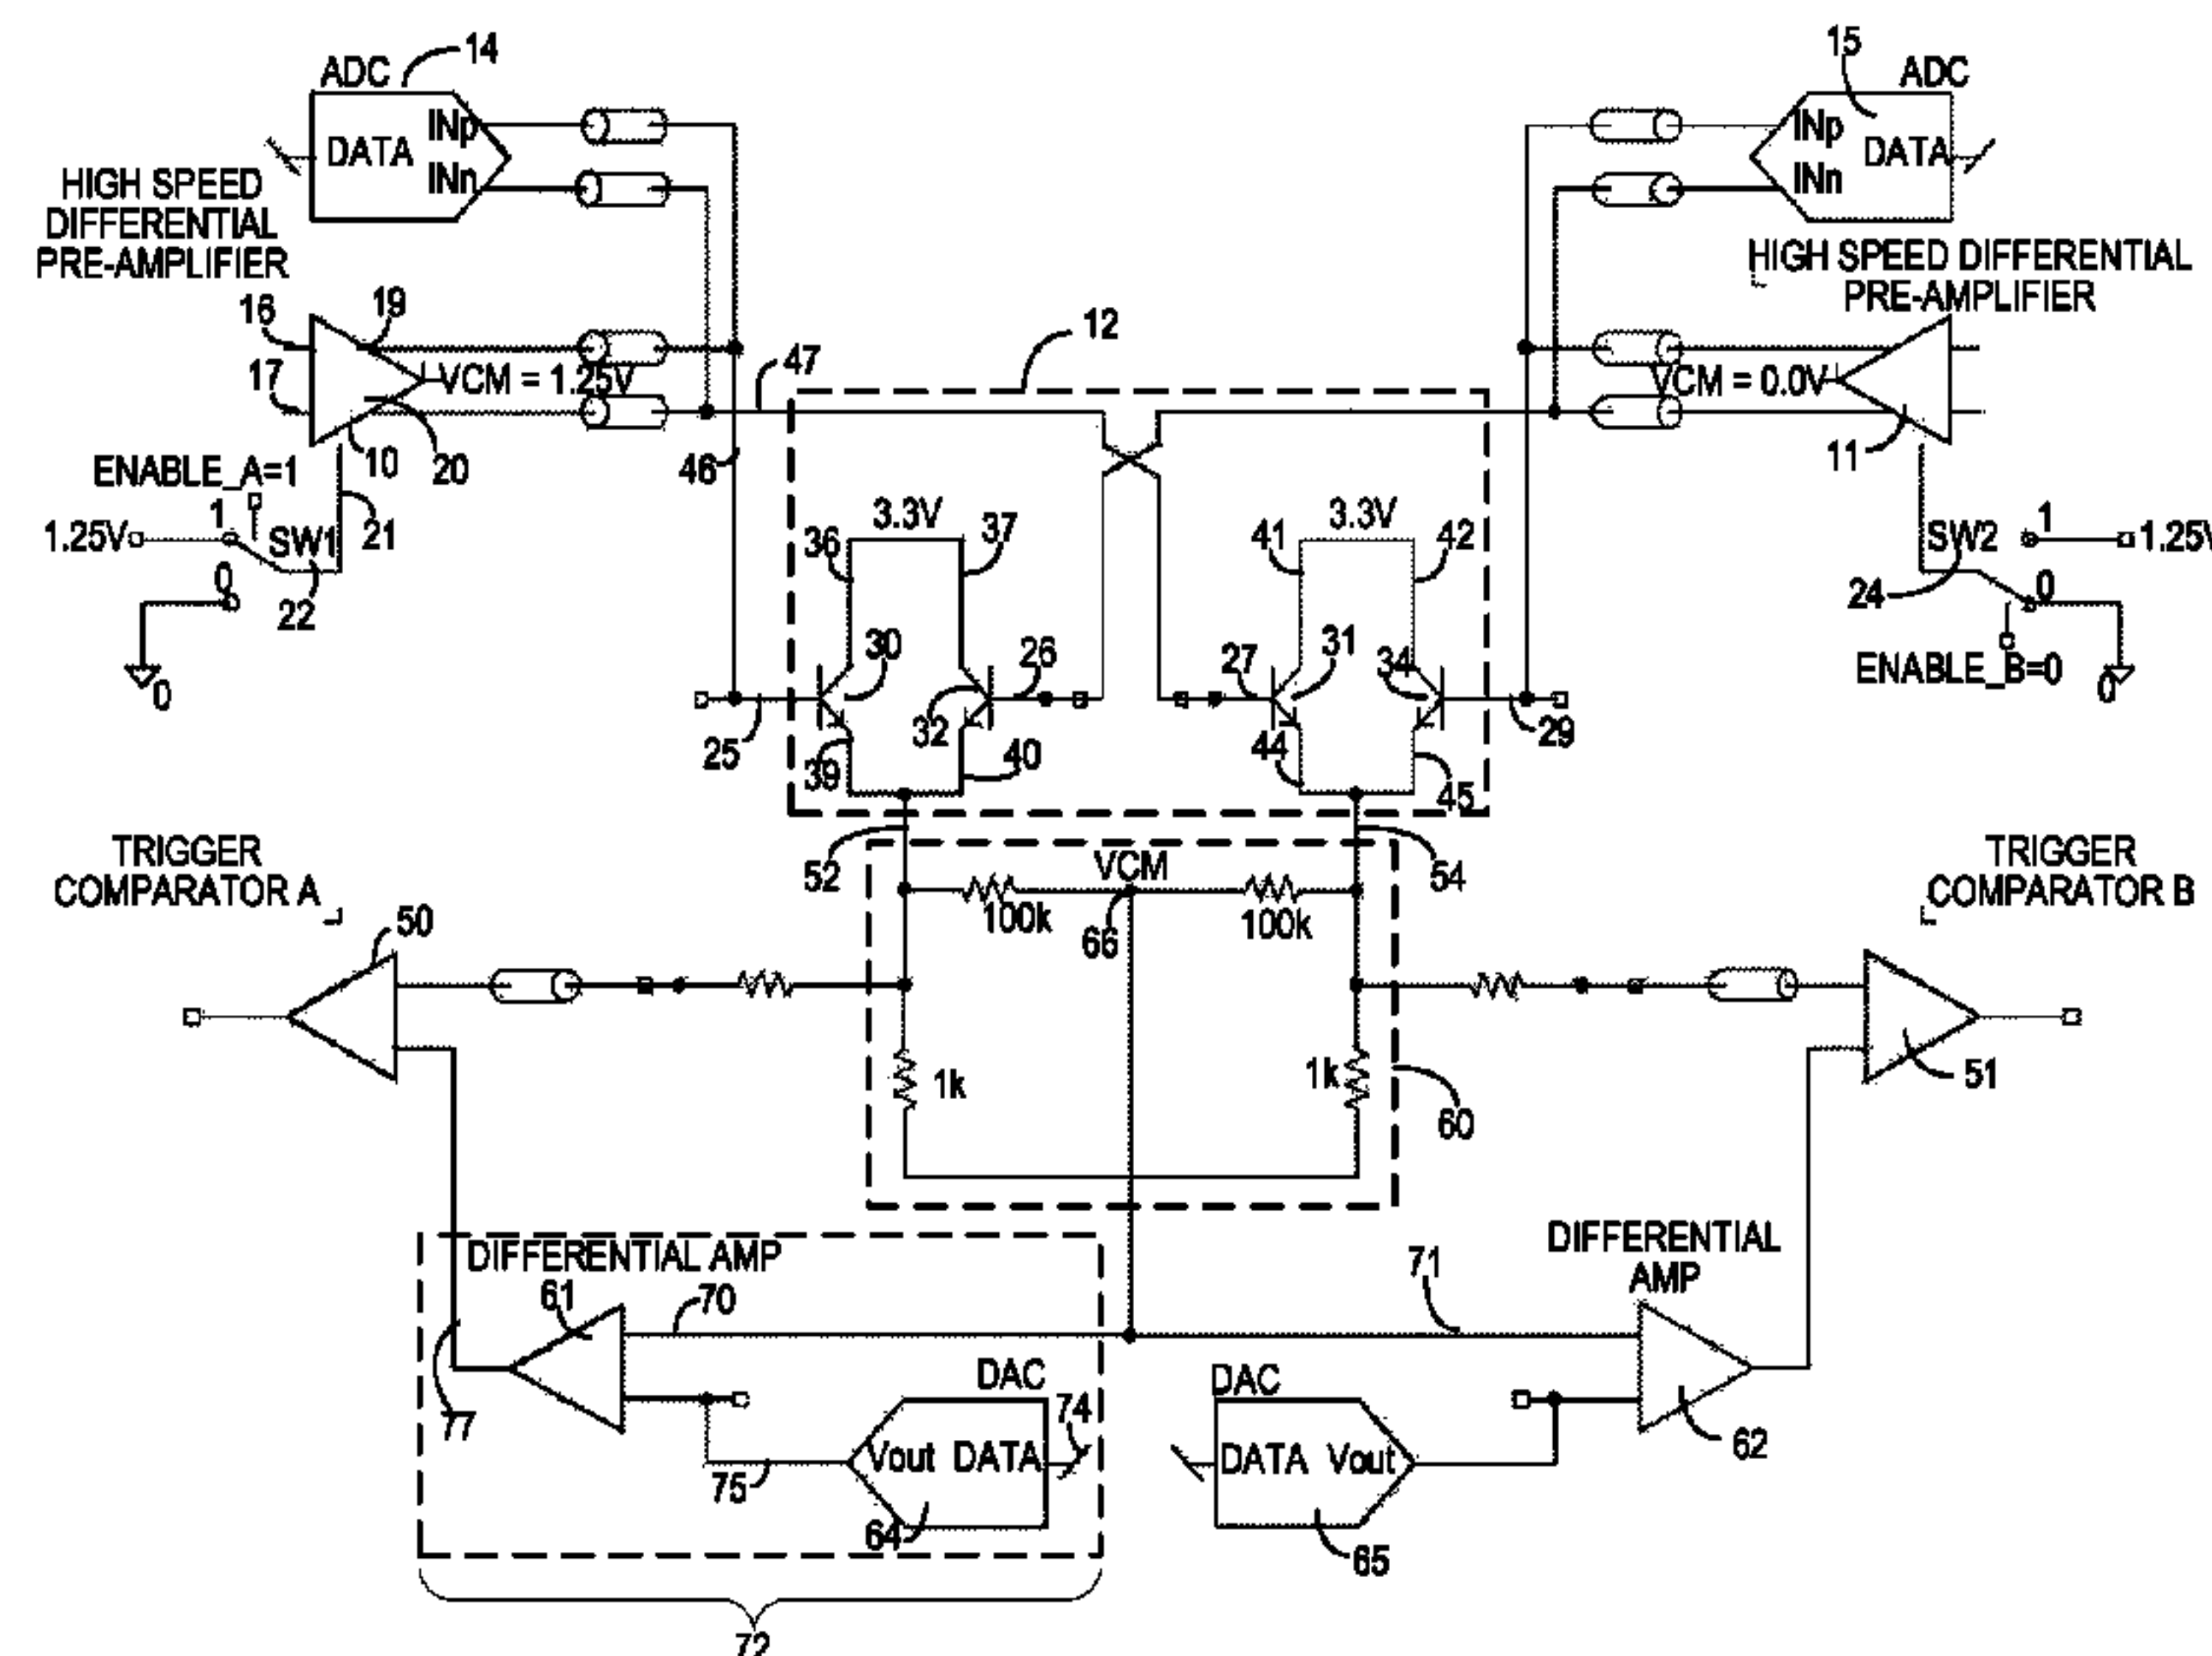 14
ADC
INp
DATA
INn
HIGH SPEED
DIFFERENTIAL
PRE-AMPLIFIER
16
19
17
VCM = 1.25V
10
20
47
12
46
ENABLE_A=1
1
1.25V
SW1
21
0
22
0
15
ADC
INp
DATA
INn
HIGH SPEED DIFFERENTIAL
PRE-AMPLIFIER
VCM = 0.0V
11
SW2
1
1.25V
24
0
ENABLE_B=0
0
3.3V
36
37
3.3V
41
42
30
26
27
31
34
32
25
39
40
44
45
29
TRIGGER
COMPARATOR A
50
52
VCM
54
100k
66
100k
TRIGGER
COMPARATOR B
1k
1k
60
51
DIFFERENTIAL AMP
61
70
77
DAC
74
Vout DATA
75
64
72
71
DIFFERENTIAL
AMP
DAC
DATA Vout
62
65